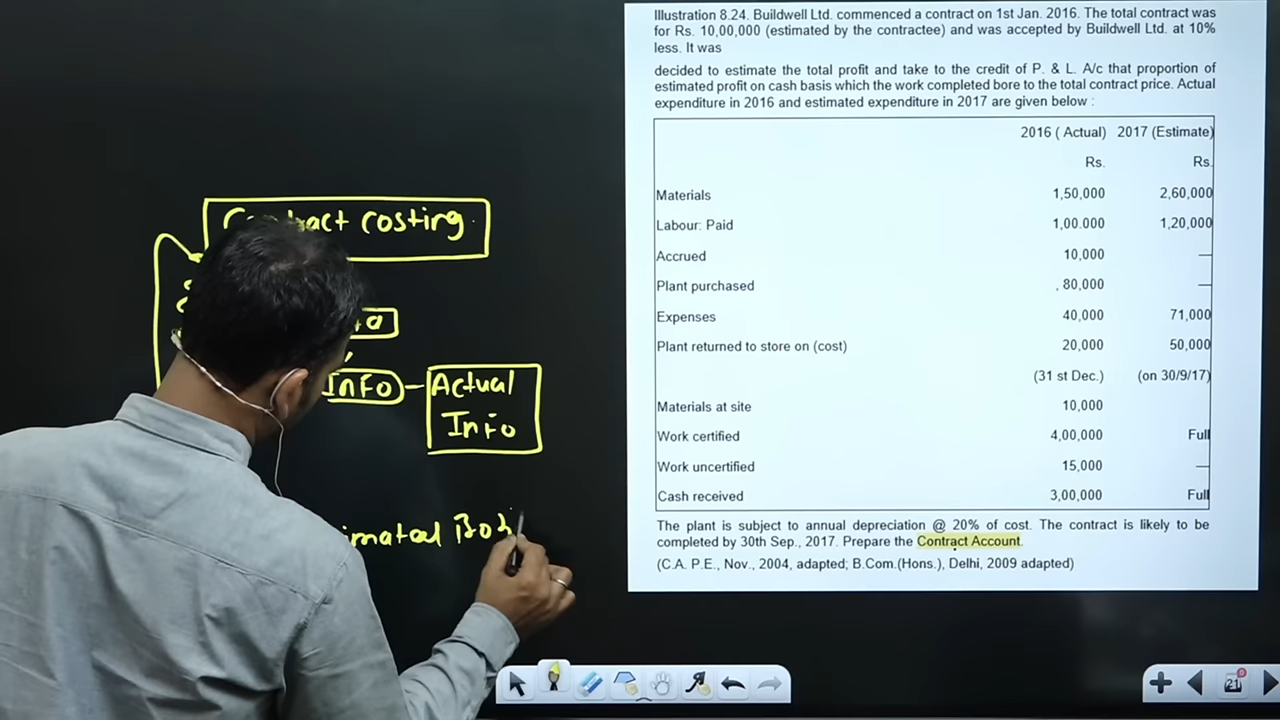 Illustration 8.24. Buildwell Ltd. commenced a contract on 1st Jan. 2016. The total contract was
for Rs. 10,00,000 (estimated by the contractee) and was accepted by Buildwell Ltd. at 10%
less. It was
decided to estimate the total profit and take to the credit of P. & L. A/c that proportion of
estimated profit on cash basis which the work completed bore to the total contract price. Actual
expenditure in 2016 and estimated expenditure in 2017 are given below :
2016 ( Actual) 2017 (Estimate)
Rs. Rs.
Materials 1,50,000 2,60,000
Labour: Paid 1,00.000 1,20,000
Accrued 10,000 —
Plant purchased . 80,000 —
Expenses 40,000 71,000
Plant returned to store on (cost) 20,000 50,000
(31 st Dec.) (on 30/9/17)
Materials at site 10,000
Work certified 4,00,000 Full
Work uncertified 15,000 —
Cash received 3,00,000 Full
The plant is subject to annual depreciation @ 20% of cost. The contract is likely to be
completed by 30th Sep., 2017. Prepare the Contract Account.
(C.A. P.E., Nov., 2004, adapted; B.Com.(Hons.), Delhi, 2009 adapted)
costing
Info – Actual
Info
21